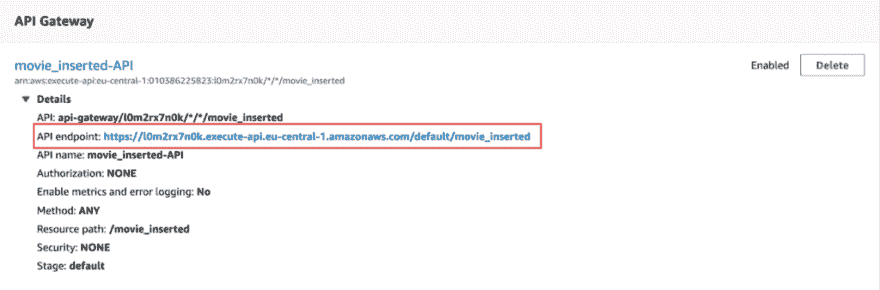 API Gateway
movie_inserted-API
Enabled
Delete
arn:aws:execute-api:eu-central-1:010386225823:l0m2rx7n0k/*/*/movie_inserted
Details
API: api-gateway/l0m2rx7n0k/*/*/movie_inserted
API endpoint: https://l0m2rx7n0k.execute-api.eu-central-1.amazonaws.com/default/movie_inserted
API name: movie_inserted-API
Authorization: NONE
Enable metrics and error logging: No
Method: ANY
Resource path: /movie_inserted
Security: NONE
Stage: default